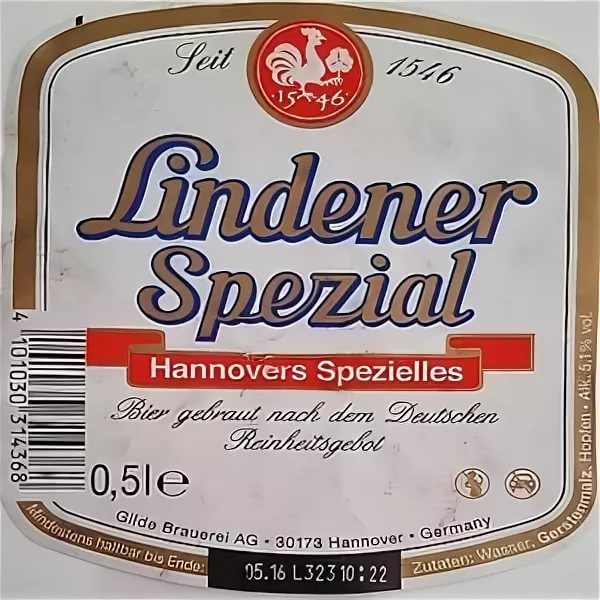 Seit 1546
·15 46·
Lindener
Spezial
Hannovers Spezielles
Bier gebraut nach dem Deutschen
Reinheitsgebot
4 101030 314368
0,5l e
Gilde Brauerei AG · 30173 Hannover · Germany
Mindestens haltbar bis Ende:
05.16 L323 10:22
Zutaten: Wasser, Gerstenmalz, Hopfen · Alk. 5,1% vol.